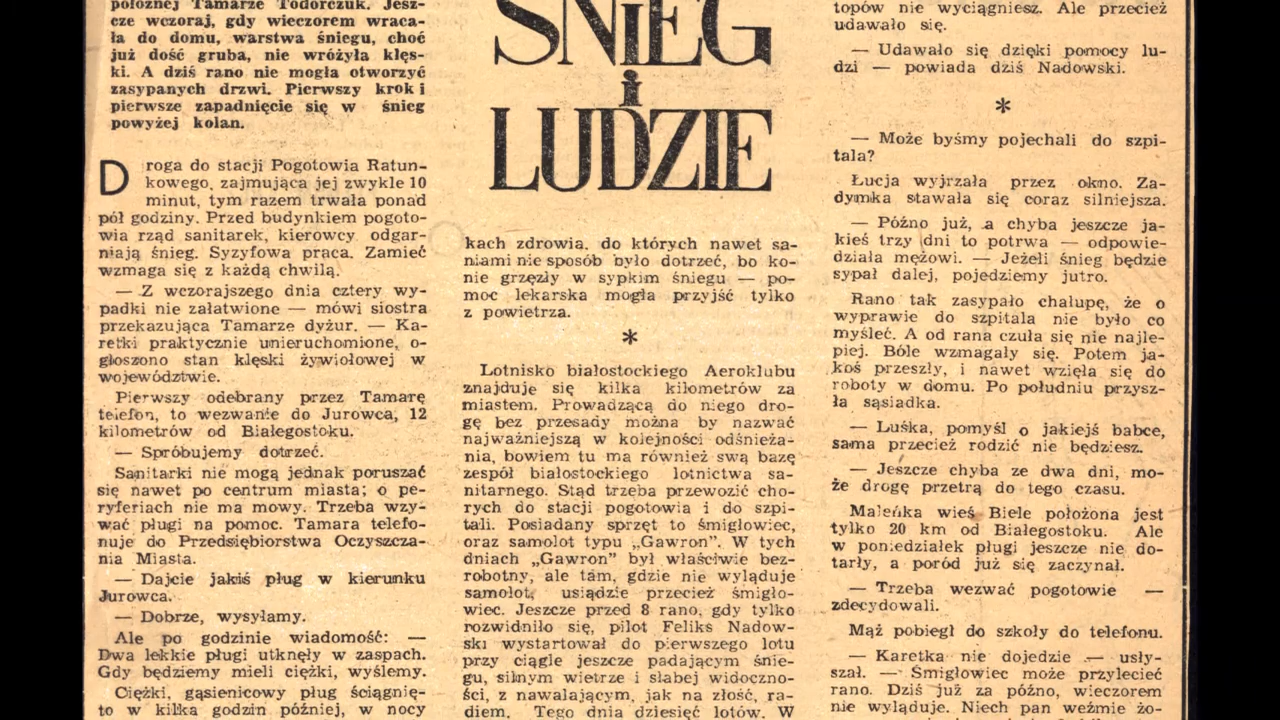 położnej Tamarze Todorczuk. Jesz-
cze wczoraj, gdy wieczorem wraca-
ła do domu, warstwa śniegu, choć
już dość gruba, nie wróżyła klęs-
ki. A dziś rano nie mogła otworzyć
zasypanych drzwi. Pierwszy krok i
pierwsze zapadnięcie się w śnieg
powyżej kolan.
Droga do stacji Pogotowia Ratun-
kowego, zajmująca jej zwykle 10
minut, tym razem trwała ponad
pół godziny. Przed budynkiem pogoto-
wia rząd sanitarek, kierowcy odgar-
niają śnieg. Syzyfowa praca. Zamieć
wzmaga się z każdą chwilą.
— Z wczorajszego dnia cztery wy-
padki nie załatwione — mówi siostra
przekazująca Tamarze dyżur. — Ka-
retki praktycznie unieruchomione, o-
głoszono stan klęski żywiołowej w
województwie.
Pierwszy odebrany przez Tamarę
telefon, to wezwanie do Jurowca, 12
kilometrów od Białegostoku.
— Spróbujemy dotrzeć.
Sanitarki nie mogą jednak poruszać
się nawet po centrum miasta; o pe-
ryferiach nie ma mowy. Trzeba wzy-
wać pługi na pomoc. Tamara telefo-
nuje do Przedsiębiorstwa Oczyszcza-
nia Miasta.
— Dajcie jakiś pług w kierunku
Jurowca.
— Dobrze, wysyłamy.
Ale po godzinie wiadomość: —
Dwa lekkie pługi utknęły w zaspach.
Gdy będziemy mieli ciężki, wyślemy.
Ciężki, gąsienicowy pług ściągnię-
to w kilka godzin później, w nocy
ŚNIEG
i
LUDZIE
kach zdrowia, do których nawet sa-
niami nie sposób było dotrzeć, bo ko-
nie grzęzły w sypkim śniegu — po-
moc lekarska mogła przyjść tylko
z powietrza.
*
Lotnisko białostockiego Aeroklubu
znajduje się kilka kilometrów za
miastem. Prowadzącą do niego dro-
gę bez przesady można by nazwać
najważniejszą w kolejności odśnieża-
nia, bowiem tu ma również swą bazę
zespół białostockiego lotnictwa sa-
nitarnego. Stąd trzeba przewozić cho-
rych do stacji pogotowia i do szpi-
tali. Posiadany sprzęt to śmigłowiec,
oraz samolot typu „Gawron". W tych
dniach „Gawron" był właściwie bez-
robotny, ale tam, gdzie nie wyląduje
samolot, usiądzie przecież śmigło-
wiec. Jeszcze przed 8 rano, gdy tylko
rozwidniło się, pilot Feliks Nadow-
ski wystartował do pierwszego lotu
przy ciągle jeszcze padającym śnie-
gu, silnym wietrze i słabej widoczno-
ści, z nawalającym, jak na złość, ra-
diem. Tego dnia dziesięć lotów. W
topów nie wyciągniesz. Ale przecież
udawało się.
— Udawało się dzięki pomocy lu-
dzi — powiada dziś Nadowski.
*
— Może byśmy pojechali do szpi-
tala?
Łucja wyjrzała przez okno. Za-
dymka stawała się coraz silniejsza.
— Późno już, a chyba jeszcze ja-
kieś trzy dni to potrwa — odpowie-
działa mężowi. — Jeżeli śnieg będzie
sypał dalej, pojedziemy jutro.
Rano tak zasypało chałupę, że o
wyprawie do szpitala nie było co
myśleć. A od rana czuła się nie najle-
piej. Bóle wzmagały się. Potem ja-
koś przeszły, i nawet wzięła się do
roboty w domu. Po południu przysz-
ła sąsiadka.
— Luśka, pomyśl o jakiejś babce,
sama przecież rodzić nie będziesz.
— Jeszcze chyba ze dwa dni, mo-
że drogę przetrą do tego czasu.
Maleńka wieś Biele położona jest
tylko 20 km od Białegostoku. Ale
w poniedziałek pługi jeszcze nie do-
tarły, a poród już się zaczynał.
— Trzeba wezwać pogotowie —
zdecydowali.
Mąż pobiegł do szkoły do telefonu.
— Karetka nie dojedzie — usły-
szał. — Śmigłowiec może przylecieć
rano. Dziś już za późno, wieczorem
nie wyląduje. Niech pan weźmie żo-